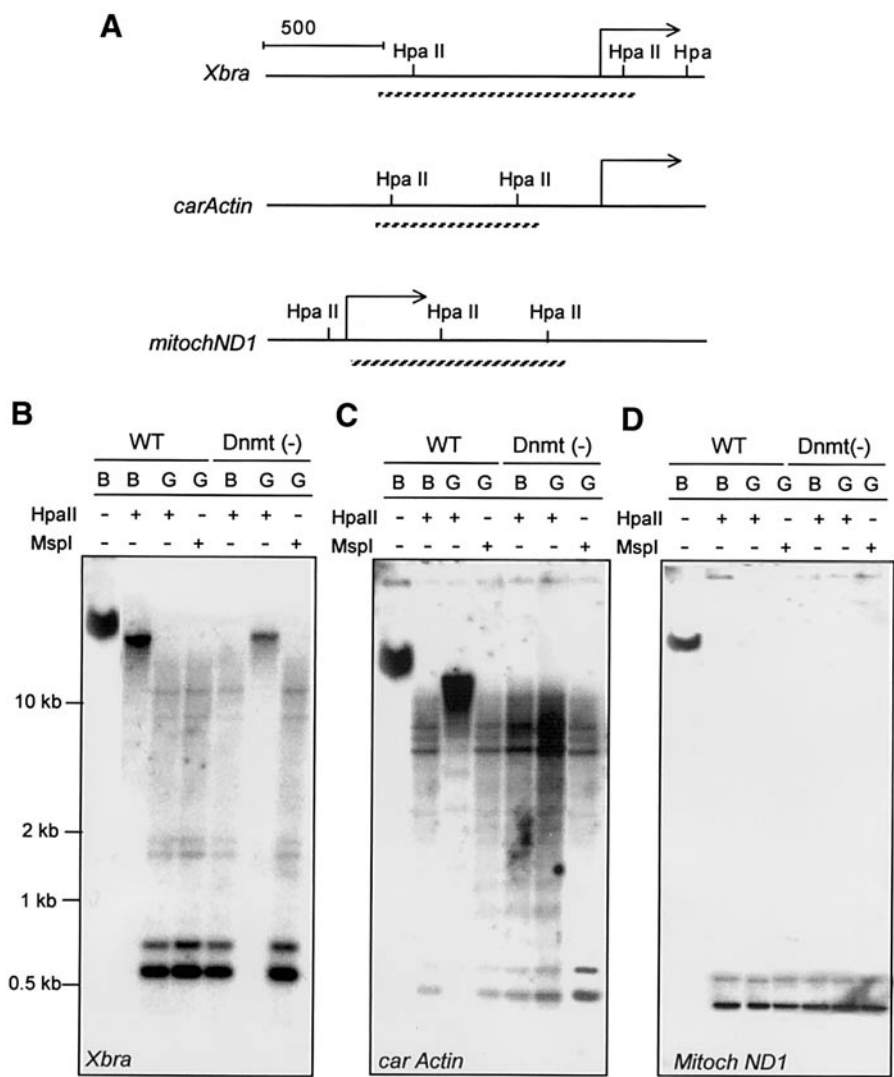 A
500
Hpa II
Hpa II
Hpa
Xbra
Hpa II
Hpa II
carActin
Hpa II
Hpa II
Hpa II
mitochND1
B
WT
Dnmt (-)
B B G G B G G
HpaII - + + - + + -
MspI - - - + - - +
10 kb
2 kb
1 kb
0.5 kb
Xbra
C
WT
Dnmt (-)
B B G G B G G
- + + - + + -
- - - + - - +
car Actin
D
WT
Dnmt(-)
B B G G B G G
HpaII - + + - + + -
MspI - - - + - - +
Mitoch ND1